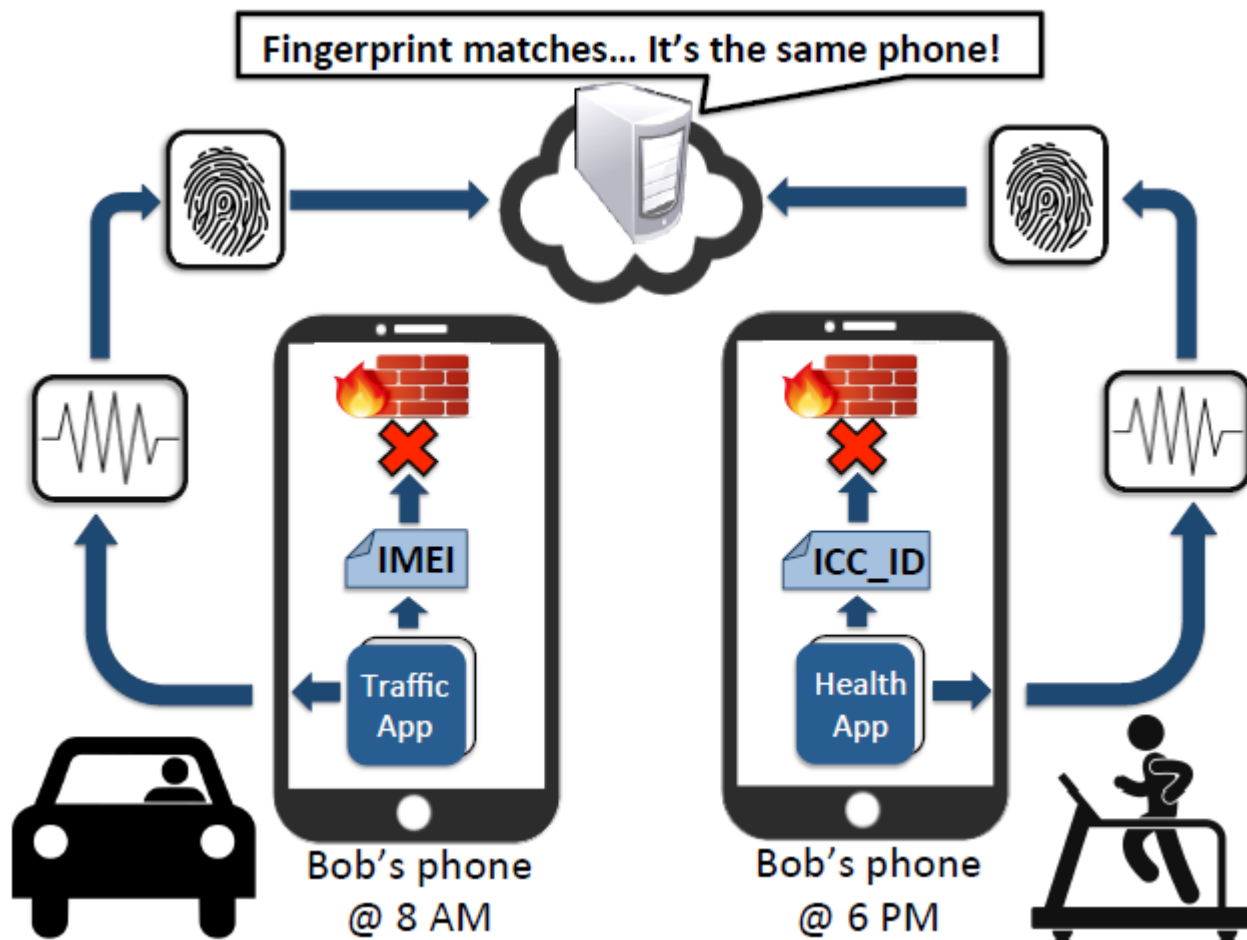 Fingerprint matches... It's the same phone!
IMEI
ICC_ID
Traffic
App
Health
App
Bob's phone
@ 8 AM
Bob's phone
@ 6 PM